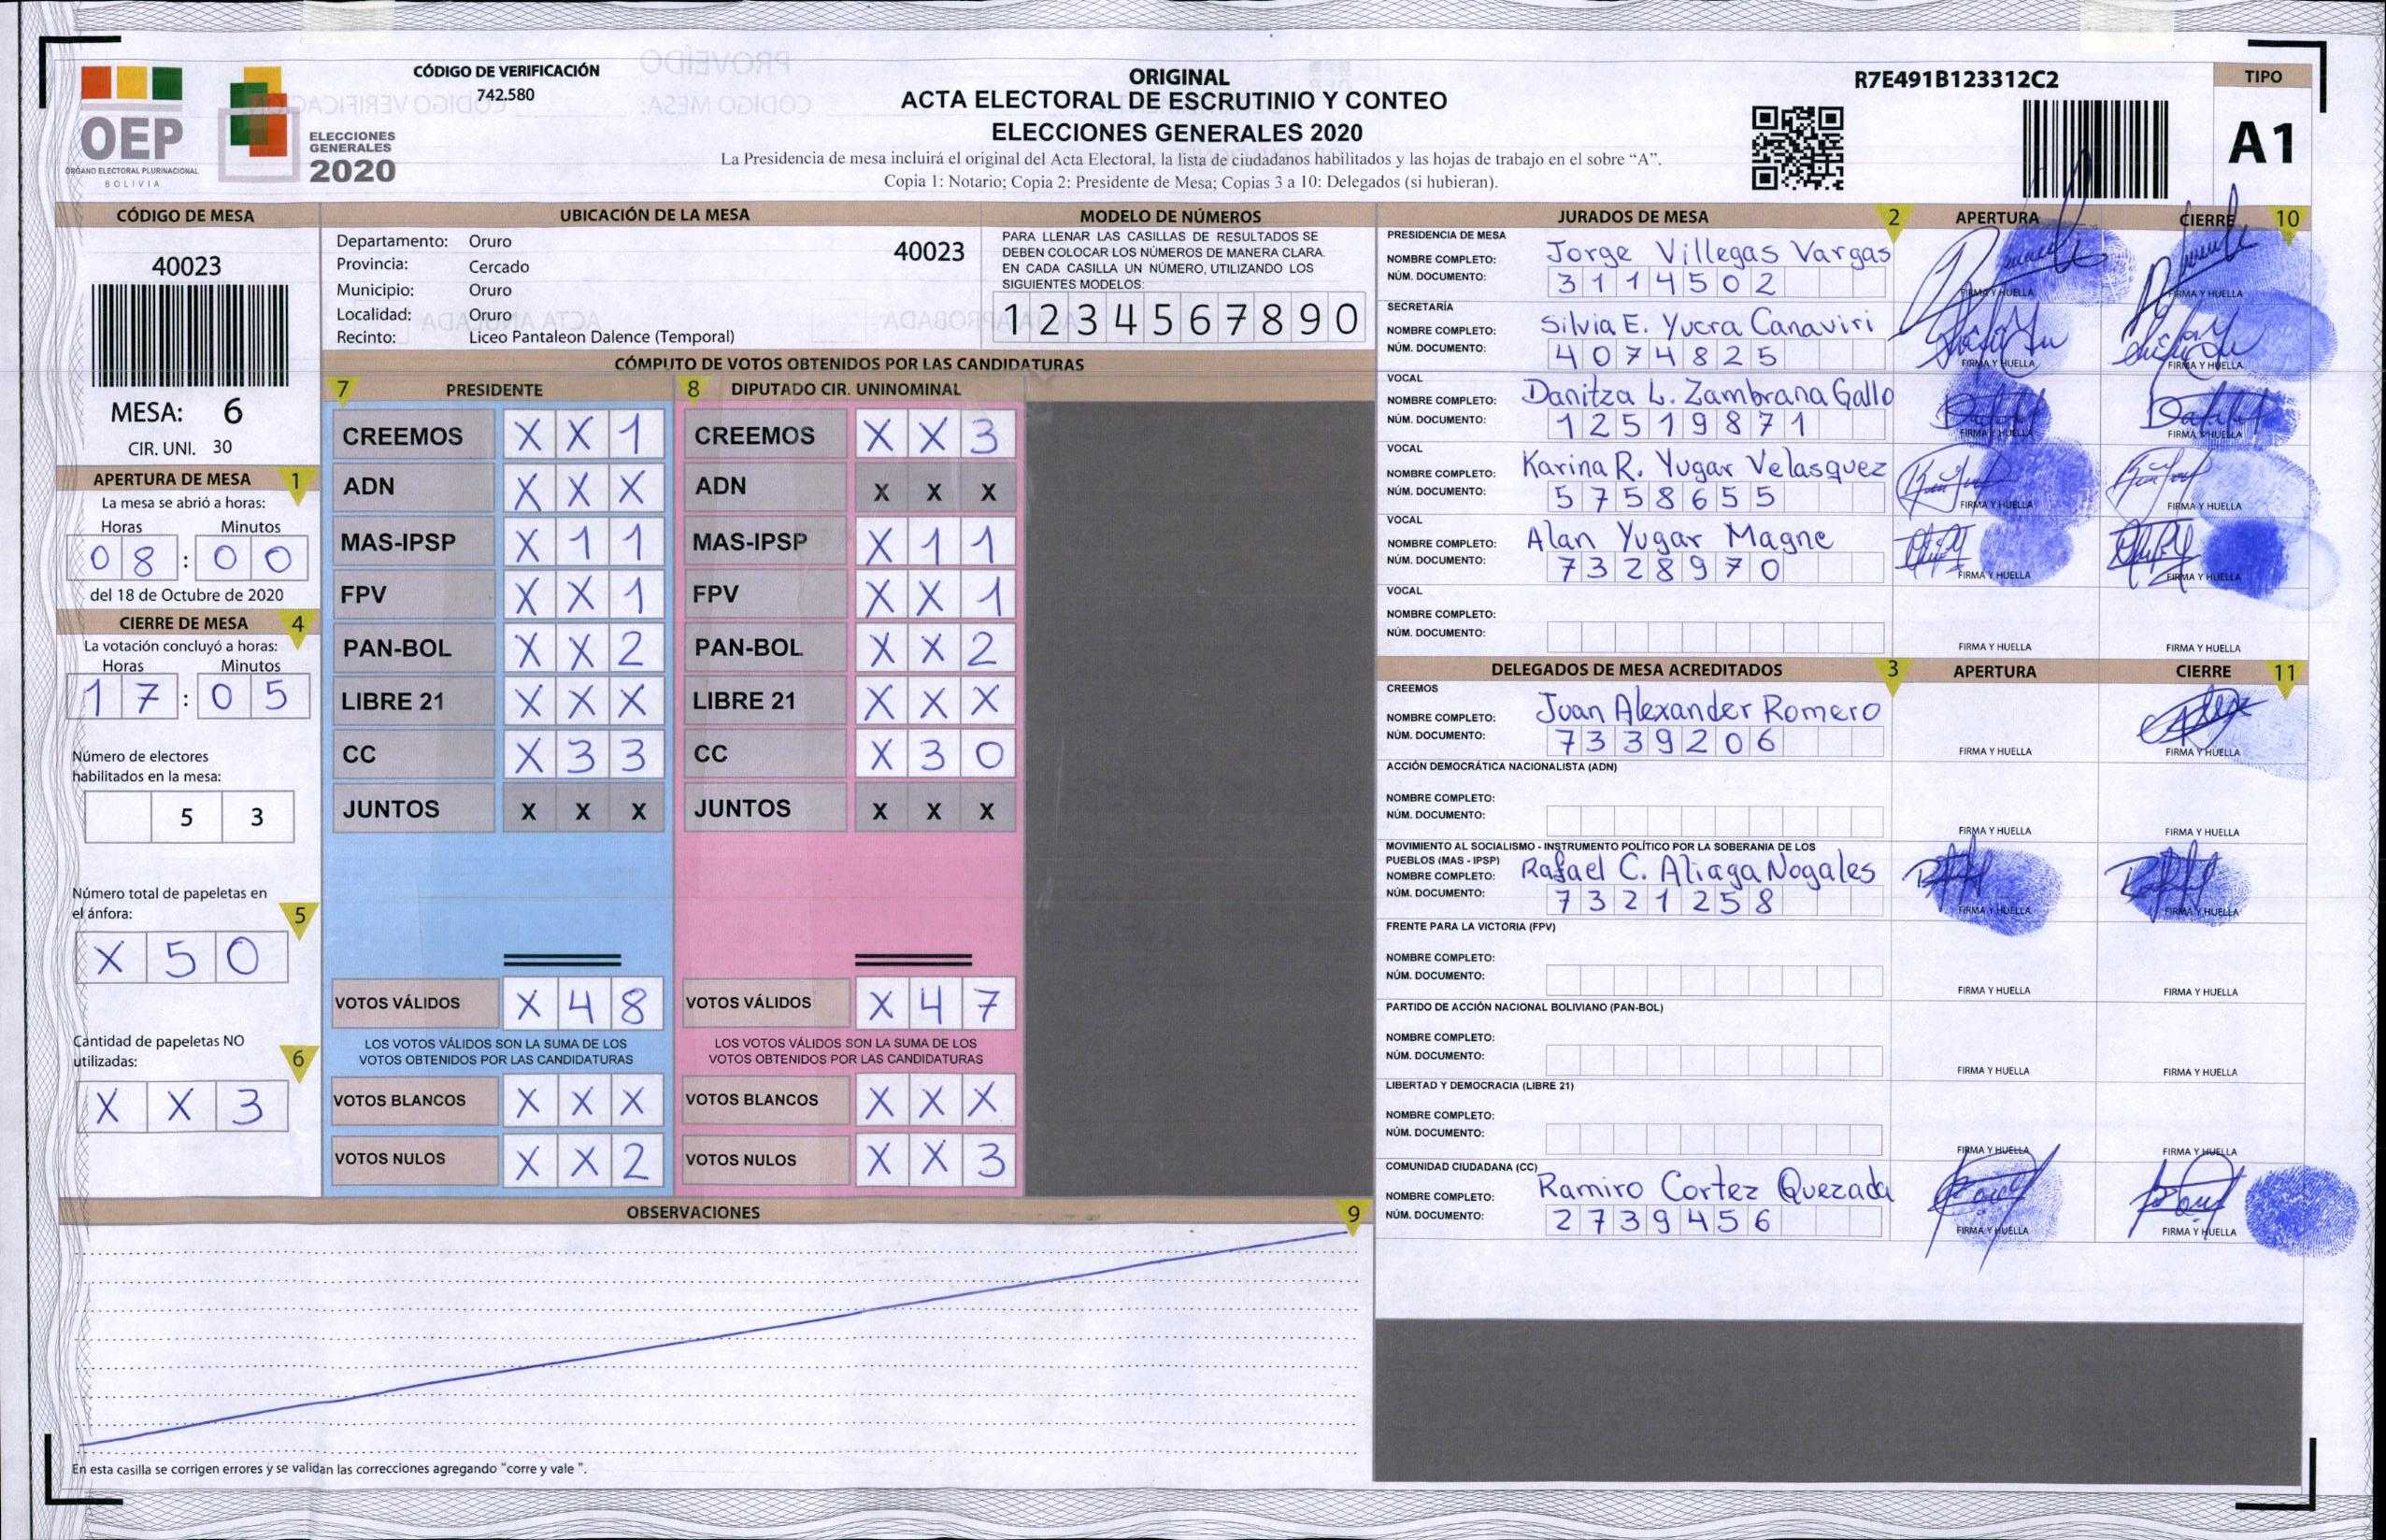 CÓDIGO DE VERIFICACIÓN
742.580
OEP
ÓRGANO ELECTORAL PLURINACIONAL
BOLIVIA
ELECCIONES
GENERALES
2020
ORIGINAL
ACTA ELECTORAL DE ESCRUTINIO Y CONTEO
ELECCIONES GENERALES 2020
La Presidencia de mesa incluirá el original del Acta Electoral, la lista de ciudadanos habilitados y las hojas de trabajo en el sobre “A”.
Copia 1: Notario; Copia 2: Presidente de Mesa; Copias 3 a 10: Delegados (si hubieran).
R7E491B123312C2
TIPO
A1
CÓDIGO DE MESA
40023
MESA: 6
CIR. UNI. 30
APERTURA DE MESA 1
La mesa se abrió a horas:
Horas Minutos
08:00
del 18 de Octubre de 2020
CIERRE DE MESA 4
La votación concluyó a horas:
Horas Minutos
17:05
Número de electores
habilitados en la mesa:
5 3
Número total de papeletas en
el ánfora: 5
X 5 0
Cantidad de papeletas NO
utilizadas: 6
X X 3
UBICACIÓN DE LA MESA
Departamento: Oruro 40023
Provincia: Cercado
Municipio: Oruro
Localidad: Oruro
Recinto: Liceo Pantaleon Dalence (Temporal)
MODELO DE NÚMEROS
PARA LLENAR LAS CASILLAS DE RESULTADOS SE
DEBEN COLOCAR LOS NÚMEROS DE MANERA CLARA.
EN CADA CASILLA UN NÚMERO, UTILIZANDO LOS
SIGUIENTES MODELOS:
1 2 3 4 5 6 7 8 9 0
CÓMPUTO DE VOTOS OBTENIDOS POR LAS CANDIDATURAS
7 PRESIDENTE
CREEMOS X X 1
ADN X X X
MAS-IPSP X 1 1
FPV X X 1
PAN-BOL X X 2
LIBRE 21 X X X
CC X 3 3
JUNTOS X X X
VOTOS VÁLIDOS X 4 8
LOS VOTOS VÁLIDOS SON LA SUMA DE LOS
VOTOS OBTENIDOS POR LAS CANDIDATURAS
VOTOS BLANCOS X X X
VOTOS NULOS X X 2
8 DIPUTADO CIR. UNINOMINAL
CREEMOS X X 3
ADN X X X
MAS-IPSP X 1 1
FPV X X 1
PAN-BOL X X 2
LIBRE 21 X X X
CC X 3 0
JUNTOS X X X
VOTOS VÁLIDOS X 4 7
LOS VOTOS VÁLIDOS SON LA SUMA DE LOS
VOTOS OBTENIDOS POR LAS CANDIDATURAS
VOTOS BLANCOS X X X
VOTOS NULOS X X 3
OBSERVACIONES 9
En esta casilla se corrigen errores y se validan las correcciones agregando "corre y vale ".
JURADOS DE MESA 2 APERTURA CIERRE 10
PRESIDENCIA DE MESA
NOMBRE COMPLETO: Jorge Villegas Vargas
NÚM. DOCUMENTO: 3114502
FIRMA Y HUELLA FIRMA Y HUELLA
SECRETARÍA
NOMBRE COMPLETO: Silvia E. Yucra Canaviri
NÚM. DOCUMENTO: 4074825
FIRMA Y HUELLA FIRMA Y HUELLA
VOCAL
NOMBRE COMPLETO: Danitza L. Zambrana Gallo
NÚM. DOCUMENTO: 12519871
FIRMA Y HUELLA FIRMA Y HUELLA
VOCAL
NOMBRE COMPLETO: Karina R. Yugar Velasquez
NÚM. DOCUMENTO: 5758655
FIRMA Y HUELLA FIRMA Y HUELLA
VOCAL
NOMBRE COMPLETO: Alan Yugar Magne
NÚM. DOCUMENTO: 7328970
FIRMA Y HUELLA FIRMA Y HUELLA
VOCAL
NOMBRE COMPLETO:
NÚM. DOCUMENTO:
FIRMA Y HUELLA FIRMA Y HUELLA
DELEGADOS DE MESA ACREDITADOS 3 APERTURA CIERRE 11
CREEMOS
NOMBRE COMPLETO: Juan Alexander Romero
NÚM. DOCUMENTO: 7339206
FIRMA Y HUELLA FIRMA Y HUELLA
ACCIÓN DEMOCRÁTICA NACIONALISTA (ADN)
NOMBRE COMPLETO:
NÚM. DOCUMENTO:
FIRMA Y HUELLA FIRMA Y HUELLA
MOVIMIENTO AL SOCIALISMO - INSTRUMENTO POLÍTICO POR LA SOBERANIA DE LOS
PUEBLOS (MAS - IPSP)
NOMBRE COMPLETO: Rafael C. Aliaga Nogales
NÚM. DOCUMENTO: 7321258
FIRMA Y HUELLA FIRMA Y HUELLA
FRENTE PARA LA VICTORIA (FPV)
NOMBRE COMPLETO:
NÚM. DOCUMENTO:
FIRMA Y HUELLA FIRMA Y HUELLA
PARTIDO DE ACCIÓN NACIONAL BOLIVIANO (PAN-BOL)
NOMBRE COMPLETO:
NÚM. DOCUMENTO:
FIRMA Y HUELLA FIRMA Y HUELLA
LIBERTAD Y DEMOCRACIA (LIBRE 21)
NOMBRE COMPLETO:
NÚM. DOCUMENTO:
FIRMA Y HUELLA FIRMA Y HUELLA
COMUNIDAD CIUDADANA (CC)
NOMBRE COMPLETO: Ramiro Cortez Quezada
NÚM. DOCUMENTO: 2739456
FIRMA Y HUELLA FIRMA Y HUELLA